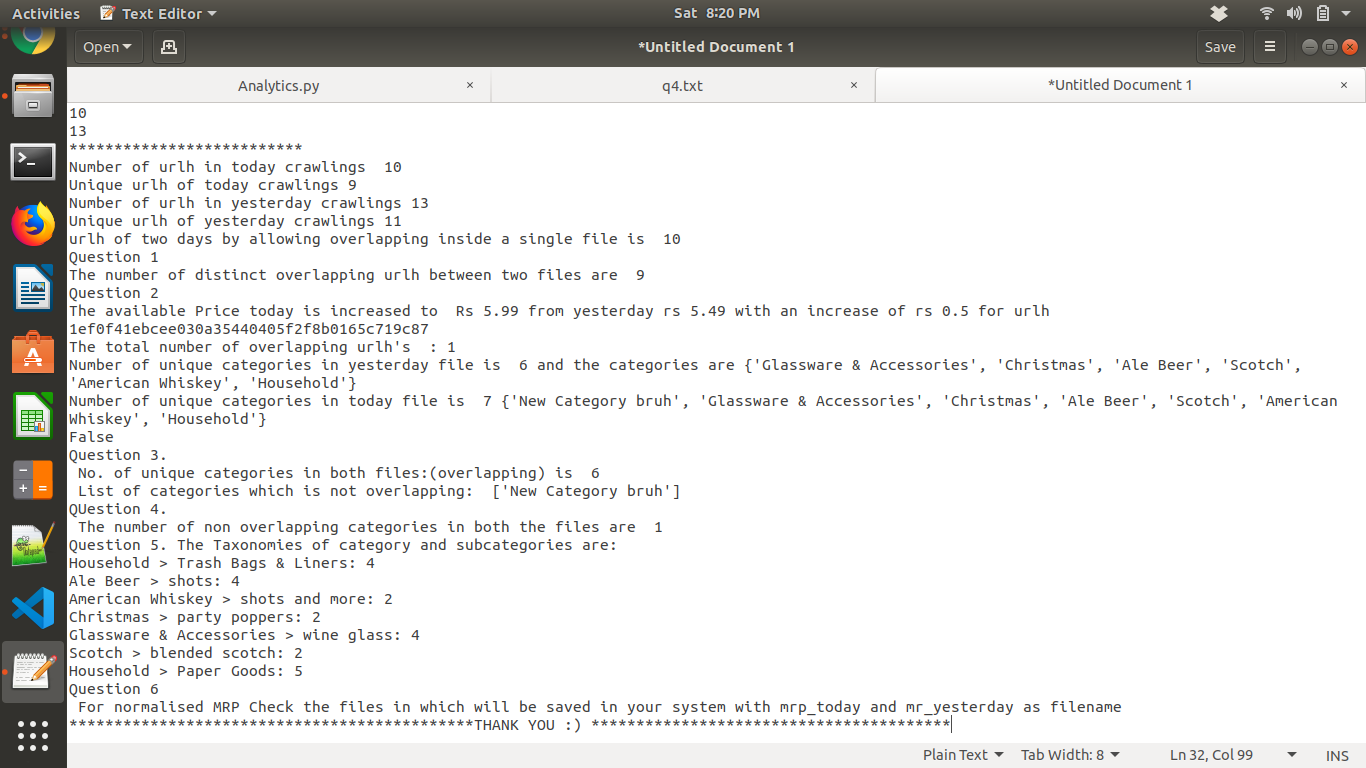 Activities Text Editor Sat 8:20 PM
Open *Untitled Document 1 Save
Analytics.py × q4.txt × *Untitled Document 1 ×
10
13
**************************
Number of urlh in today crawlings  10
Unique urlh of today crawlings 9
Number of urlh in yesterday crawlings 13
Unique urlh of yesterday crawlings 11
urlh of two days by allowing overlapping inside a single file is  10
Question 1
The number of distinct overlapping urlh between two files are  9
Question 2
The available Price today is increased to  Rs 5.99 from yesterday rs 5.49 with an increase of rs 0.5 for urlh
1ef0f41ebcee030a35440405f2f8b0165c719c87
The total number of overlapping urlh's  : 1
Number of unique categories in yesterday file is  6 and the categories are {'Glassware & Accessories', 'Christmas', 'Ale Beer', 'Scotch',
'American Whiskey', 'Household'}
Number of unique categories in today file is  7 {'New Category bruh', 'Glassware & Accessories', 'Christmas', 'Ale Beer', 'Scotch', 'American
Whiskey', 'Household'}
False
Question 3.
 No. of unique categories in both files:(overlapping) is  6
 List of categories which is not overlapping:  ['New Category bruh']
QUestion 4.
 The number of non overlapping categories in both the files are  1
Question 5. The Taxonomies of category and subcategories are:
Household > Trash Bags & Liners: 4
Ale Beer > shots: 4
American Whiskey > shots and more: 2
Christmas > party poppers: 2
Glassware & Accessories > wine glass: 4
Scotch > blended scotch: 2
Household > Paper Goods: 5
Question 6
 For normalised MRP Check the files in which will be saved in your system with mrp_today and mr_yesterday as filename
*********************************************THANK YOU :) ****************************************
Plain Text Tab Width: 8 Ln 32, Col 99 INS